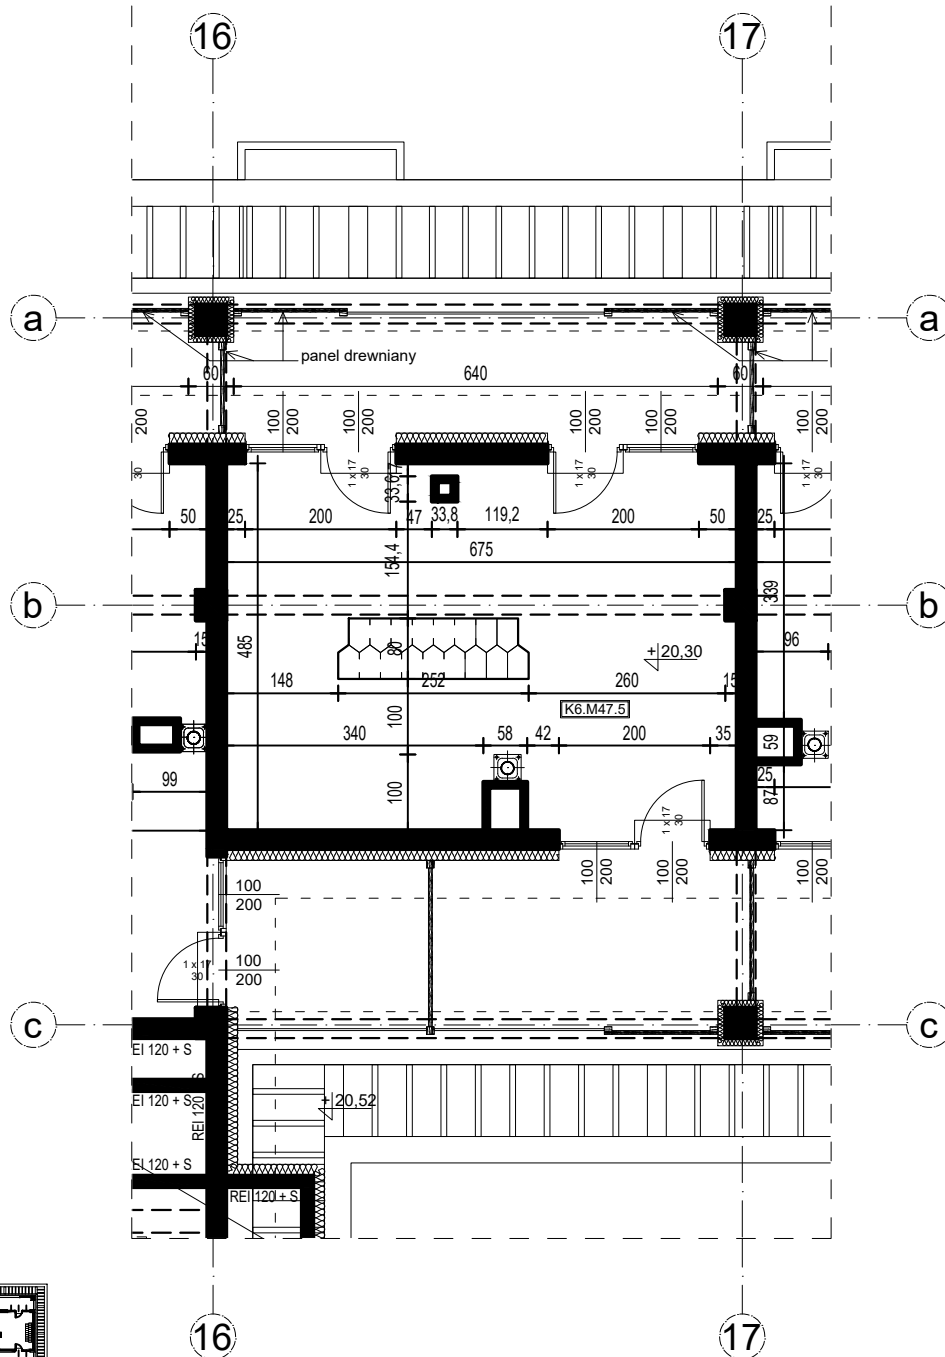 16 17
a a
panel drewniany
60 640 60
200 100 200 100 200 100 200 100 200 100 200
30 1 x 17 30 1 x 17 30 1 x 17 30
33,8
50 25 200 47 33,8 119,2 200 50 25
154,4 675
b b
339
485
15 80 +20,30 96
148 252 260 15
K6.M47.5
100
340 58 42 200 35 59
99 25
100 87
1 x 17 30
100 200 100 200 100 200
100
200
1 x 17
30
100
200
c c
EI 120 + S
REI 120 + S
EI 120 + S
+20,52
EI 120 + S
REI 120 + S
16 17